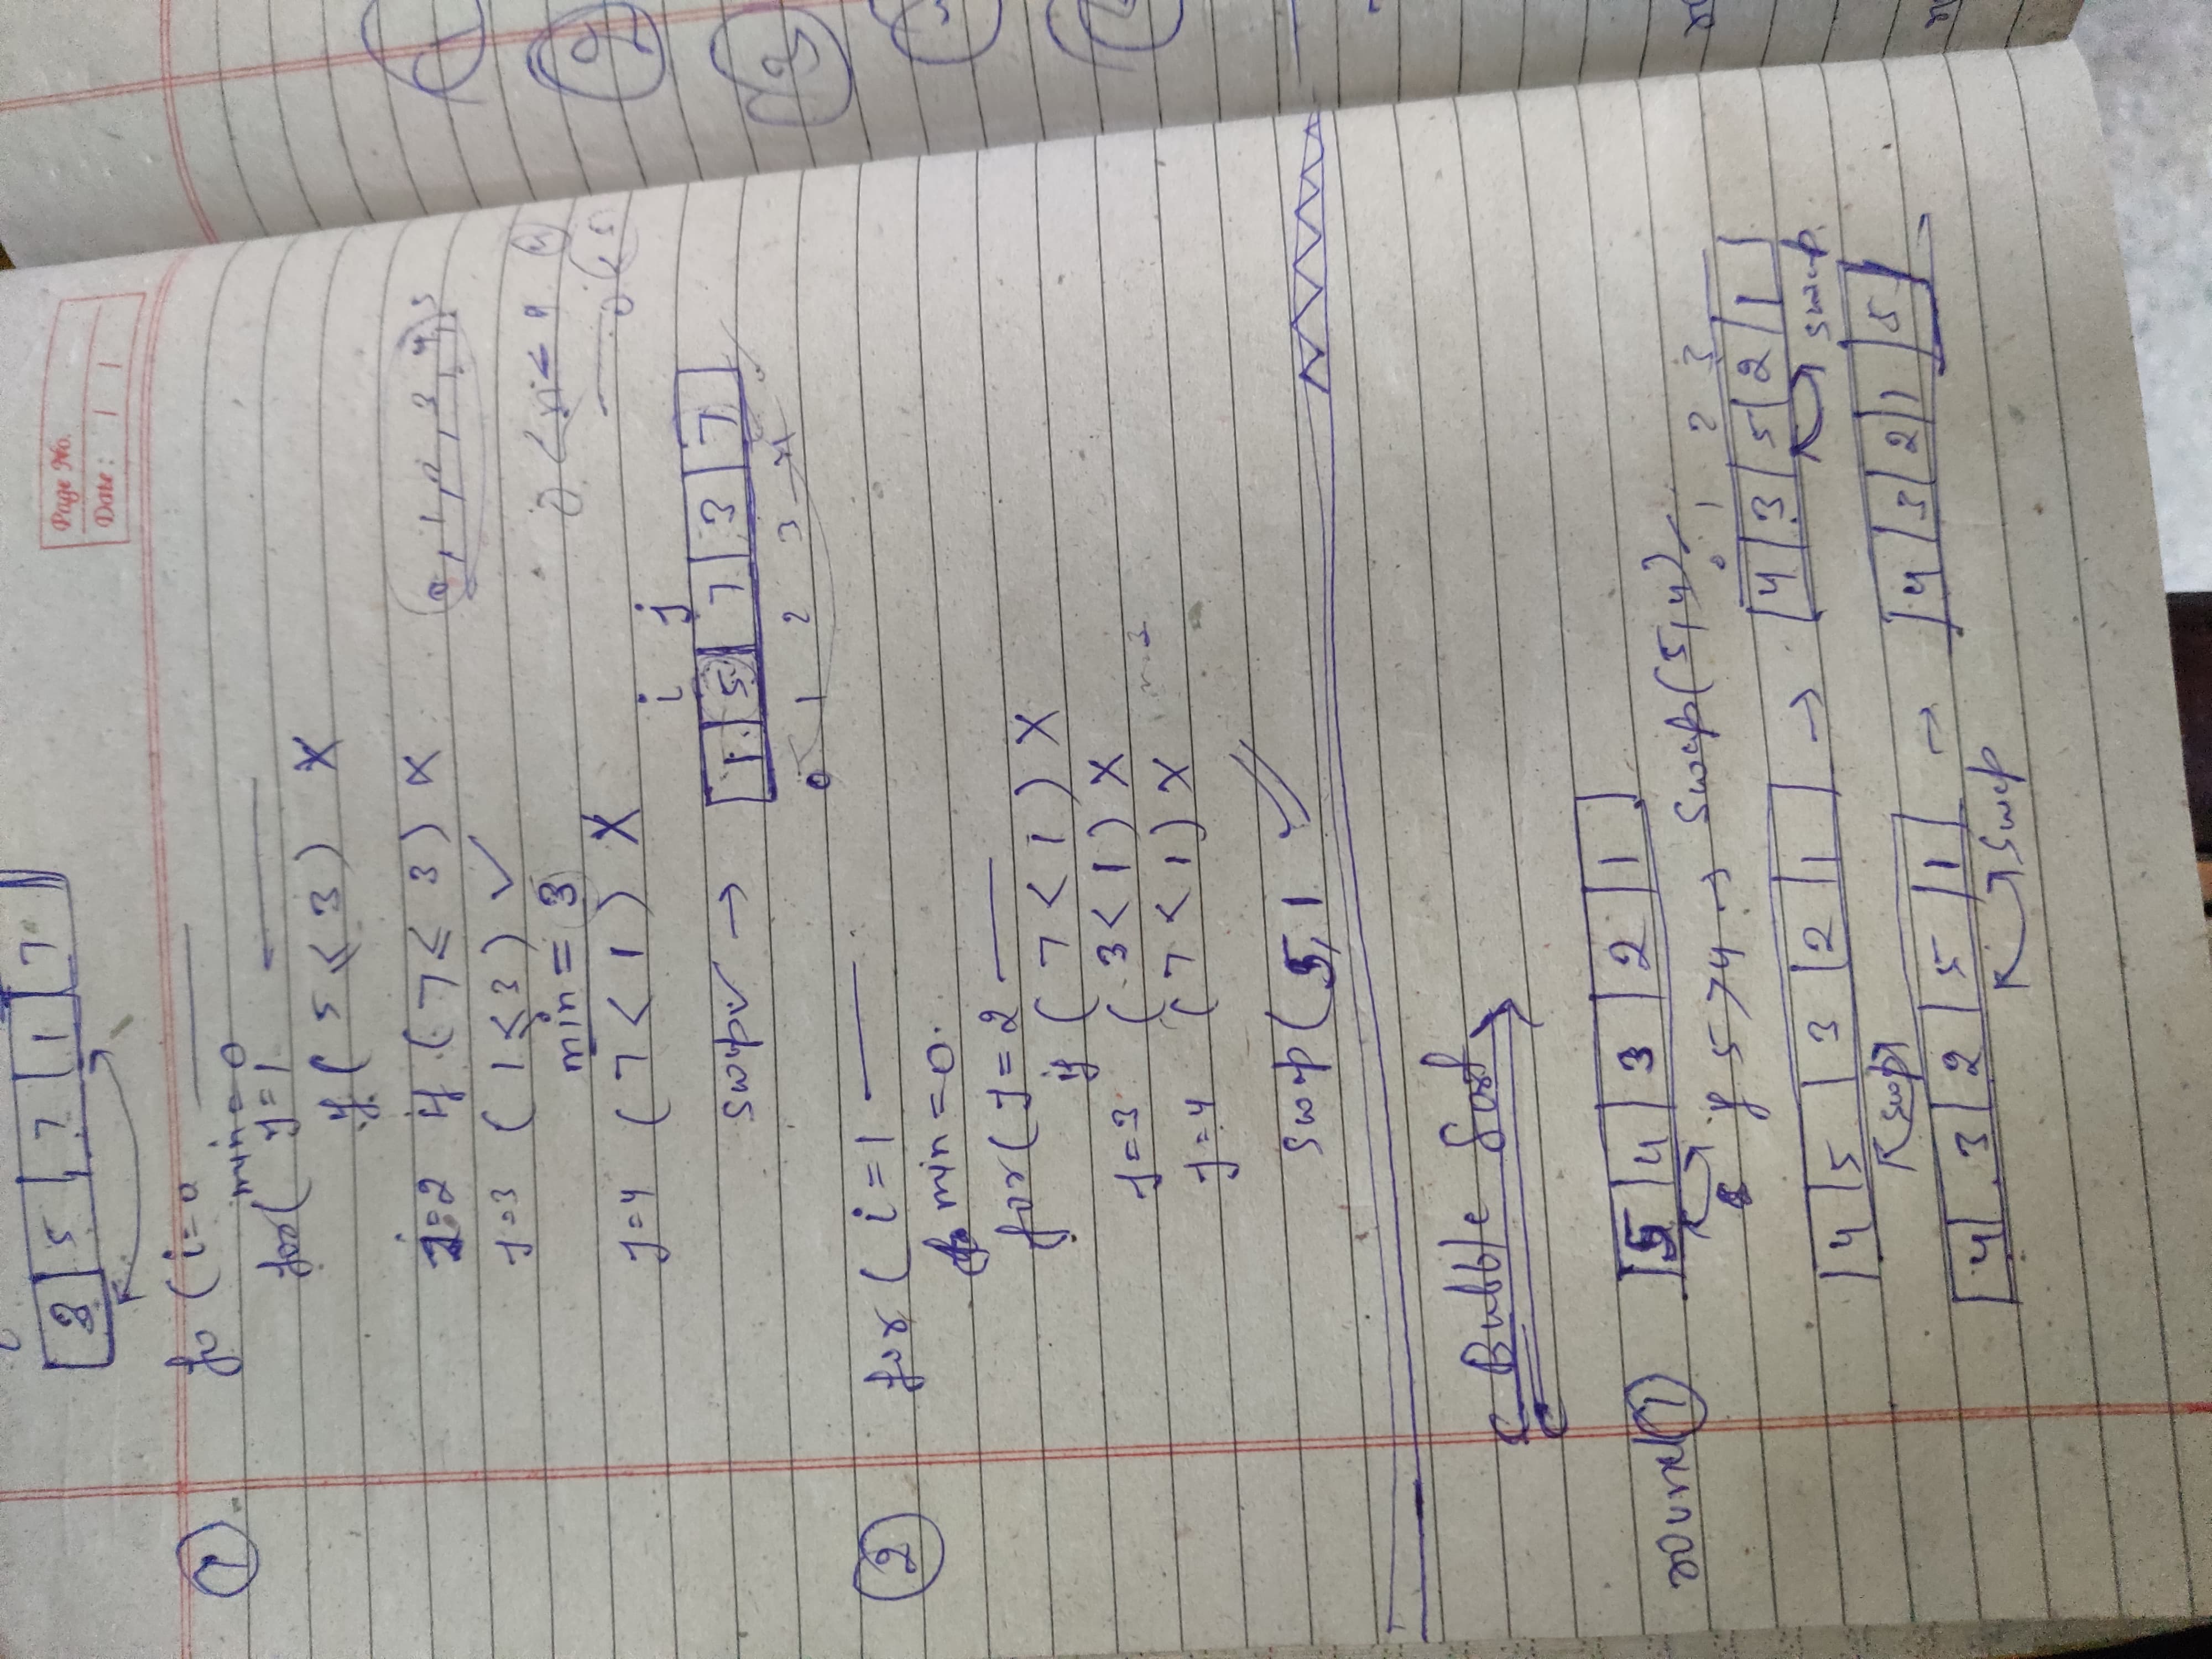 Page No.
Date: | |
3 5 7 1 7
① fo (i=0
min=0
for( j=1
if ( 5 ≤ 3 ) X
j=2 if ( 7 ≤ 3 ) X
j=3 ( 1 ≤ 3 ) ✓
min = 3
j=4 ( 7 < 1 ) X
i j
swap → 1 5 7 3 7
0 1 2 3
② for ( i=1
min=0.
for( j=2
if ( 7 < 1 ) X
j=3 ( 3 < 1 ) X
j=4 ( 7 < 1 ) X
Swap ( 5, 1 ✓
Bubble Sort
round ① 5 4 3 2 1
if 5 > 4 → swap(5,4)
0 1 2 3
4 5 3 2 1 → 4 3 5 2 1
swap swap
4 3 2 5 1 → 4 3 2 1 5
swap